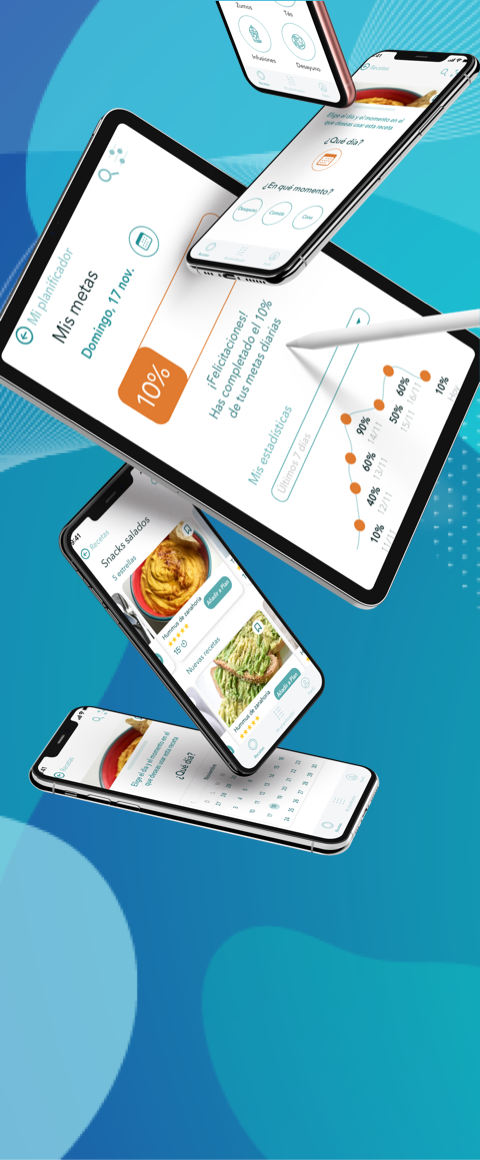 Zumos
Tés
Infusiones
Desayuno
Recetas
Elige el día y el momento en el
que deseas usar esta receta
¿Qué día?
¿En qué momento?
Desayuno
Comida
Cena
Mi planificador
Mis metas
Domingo, 17 nov.
10%
¡Felicitaciones!
Has completado el 10%
de tus metas diarias
Mis estadísticas
Últimos 7 días
10%
40%
60%
90%
50%
60%
10%
11/11
12/11
13/11
14/11
15/11
16/11
Hoy
9:41
Recetas
Snacks salados
5 estrellas
Hummus de zanahoria
15'
Añadir a Plan
Nuevas recetas
Hummus de zanahoria
Añadir a Plan
Recetas
Elige el día y el momento en el
que deseas usar esta receta
¿Qué día?
Noviembre